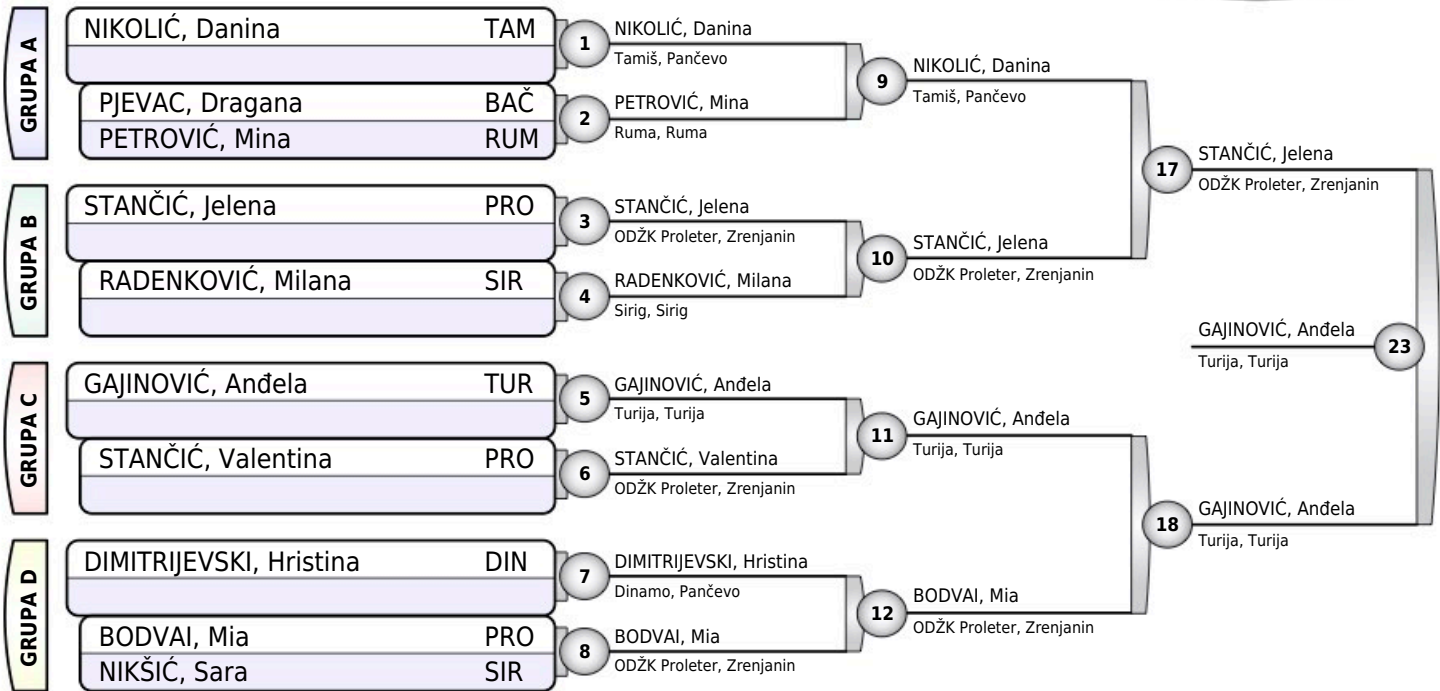 GRUPA A
NIKOLIĆ, Danina TAM
PJEVAC, Dragana BAČ
PETROVIĆ, Mina RUM
1
NIKOLIĆ, Danina
Tamiš, Pančevo
2
PETROVIĆ, Mina
Ruma, Ruma
9
NIKOLIĆ, Danina
Tamiš, Pančevo
GRUPA B
STANČIĆ, Jelena PRO
RADENKOVIĆ, Milana SIR
3
STANČIĆ, Jelena
ODŽK Proleter, Zrenjanin
4
RADENKOVIĆ, Milana
Sirig, Sirig
10
STANČIĆ, Jelena
ODŽK Proleter, Zrenjanin
17
STANČIĆ, Jelena
ODŽK Proleter, Zrenjanin
GRUPA C
GAJINOVIĆ, Anđela TUR
STANČIĆ, Valentina PRO
5
GAJINOVIĆ, Anđela
Turija, Turija
6
STANČIĆ, Valentina
ODŽK Proleter, Zrenjanin
11
GAJINOVIĆ, Anđela
Turija, Turija
GRUPA D
DIMITRIJEVSKI, Hristina DIN
BODVAI, Mia PRO
NIKŠIĆ, Sara SIR
7
DIMITRIJEVSKI, Hristina
Dinamo, Pančevo
8
BODVAI, Mia
ODŽK Proleter, Zrenjanin
12
BODVAI, Mia
ODŽK Proleter, Zrenjanin
18
GAJINOVIĆ, Anđela
Turija, Turija
GAJINOVIĆ, Anđela
Turija, Turija
23